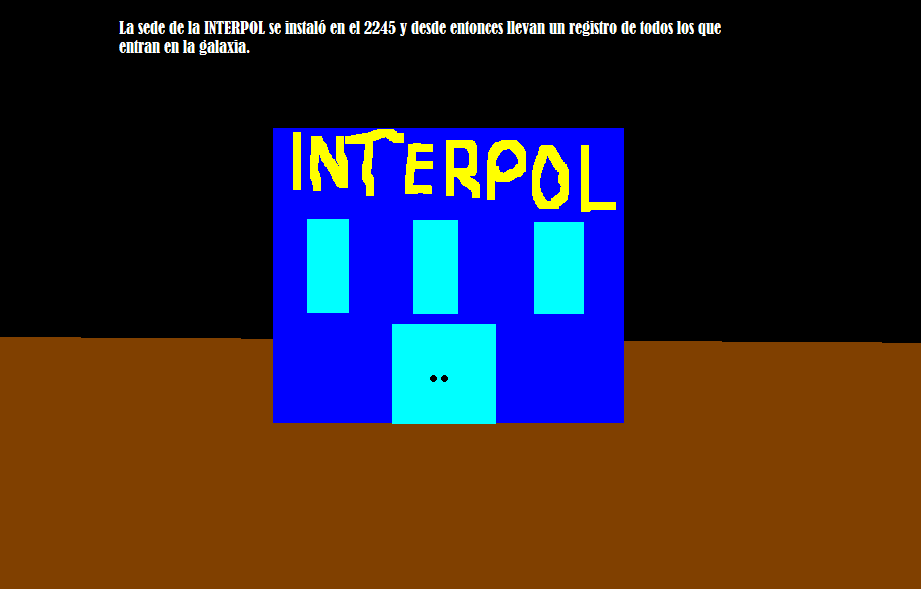 La sede de la INTERPOL se instaló en el 2245 y desde entonces llevan un registro de todos los que
entran en la galaxia.
INTERPOL